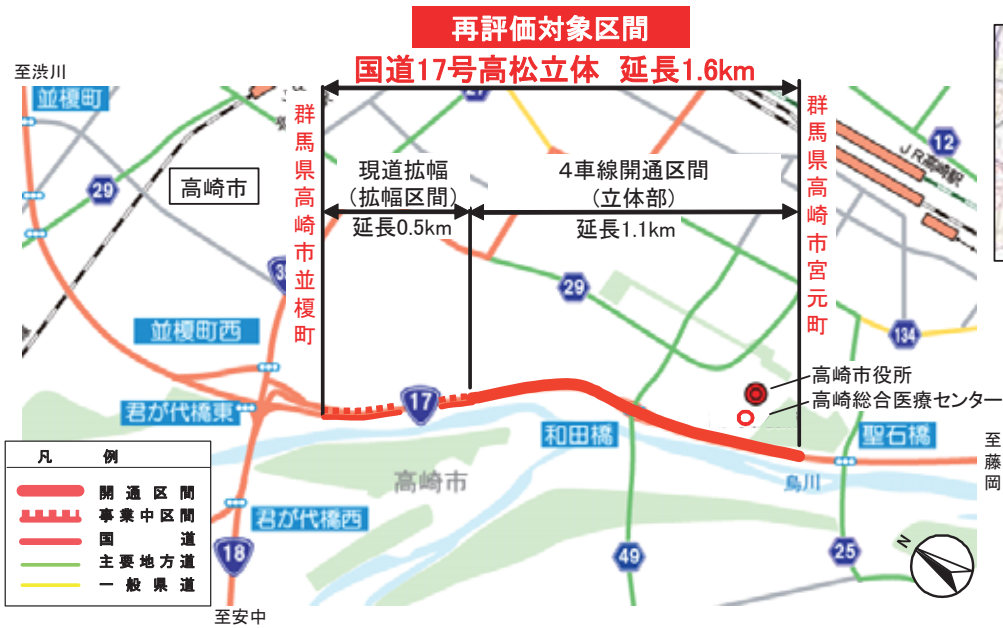 再評価対象区間
国道17号高松立体 延長1.6km
至渋川
並榎町
群馬県高崎市並榎町
群馬県高崎市宮元町
現道拡幅
(拡幅区間)
延長0.5km
4車線開通区間
(立体部)
延長1.1km
12
JR高崎駅
29
高崎市
29
134
並榎町西
君が代橋東
17
和田橋
高崎市役所
高崎総合医療センター
聖石橋
至藤岡
烏川
高崎市
君が代橋西
18
49
25
N
至安中
凡 例
開通区間
事業中区間
国道
主要地方道
一般県道